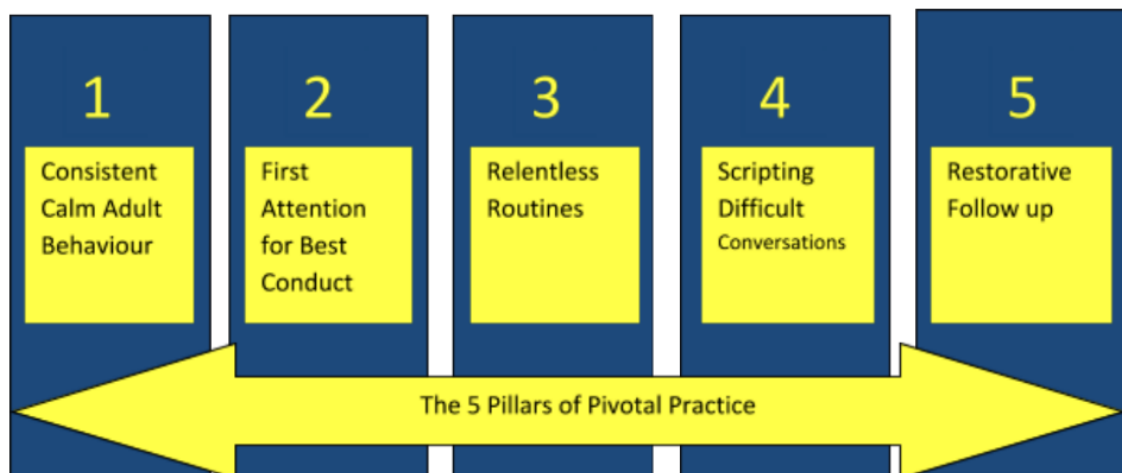 1
Consistent
Calm Adult
Behaviour
2
First
Attention
for Best
Conduct
3
Relentless
Routines
4
Scripting
Difficult
Conversations
5
Restorative
Follow up
The 5 Pillars of Pivotal Practice